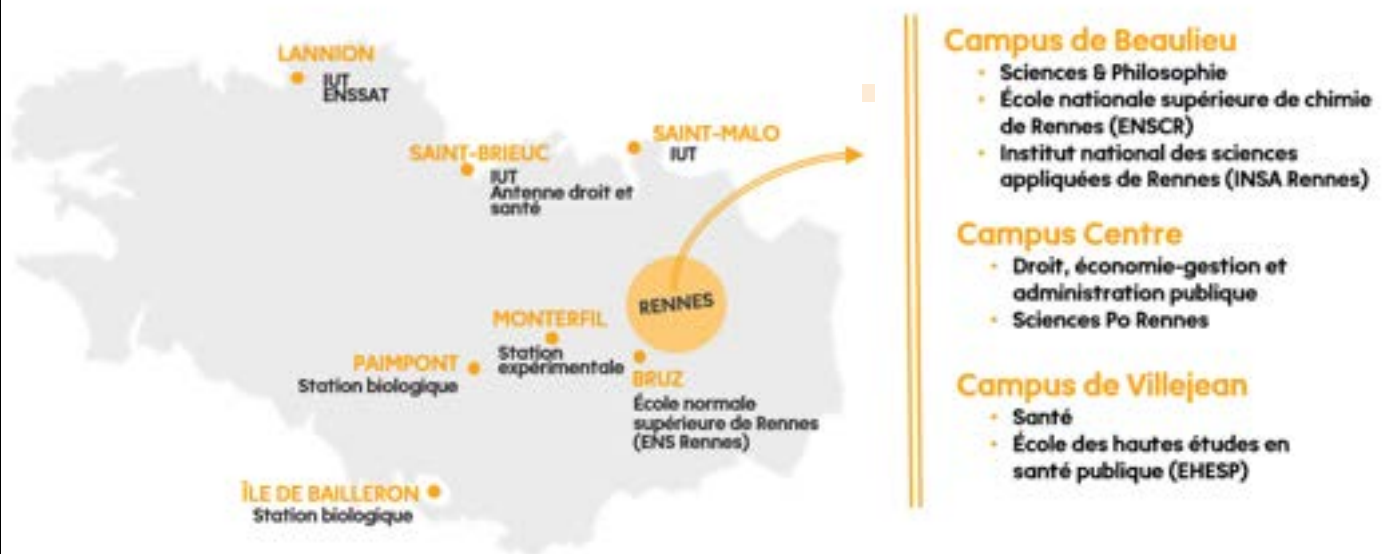 LANNION
IUT
ENSSAT
SAINT-BRIEUC
IUT
Antenne droit et
santé
SAINT-MALO
IUT
RENNES
MONTERFIL
Station
expérimentale
PAIMPONT
Station biologique
BRUZ
École normale
supérieure de Rennes
(ENS Rennes)
ÎLE DE BAILLERON
Station biologique
Campus de Beaulieu
• Sciences & Philosophie
• École nationale supérieure de chimie
de Rennes (ENSCR)
• Institut national des sciences
appliquées de Rennes (INSA Rennes)
Campus Centre
• Droit, économie-gestion et
administration publique
• Sciences Po Rennes
Campus de Villejean
• Santé
• École des hautes études en
santé publique (EHESP)